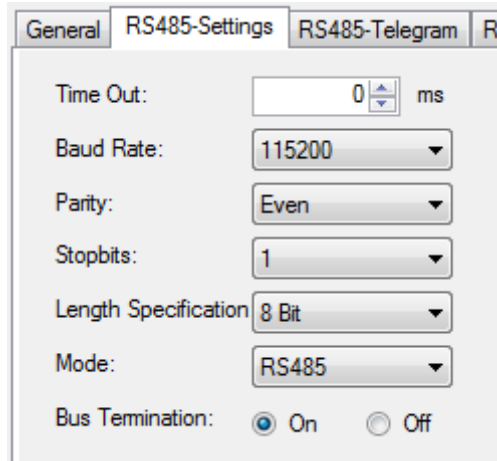 General RS485-Settings RS485-Telegram R
Time Out: 0 ms
Baud Rate: 115200
Parity: Even
Stopbits: 1
Length Specification 8 Bit
Mode: RS485
Bus Termination: On Off